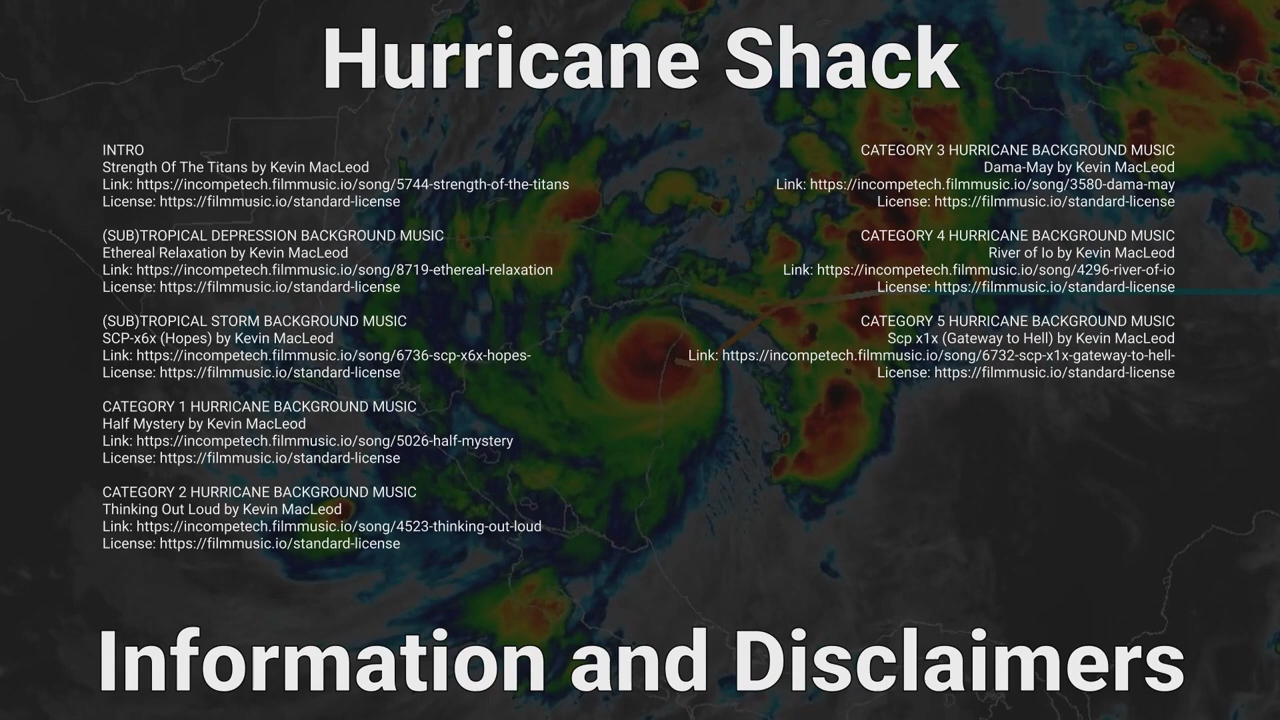 Hurricane Shack
INTRO
Strength Of The Titans by Kevin MacLeod
Link: https://incompetech.filmmusic.io/song/5744-strength-of-the-titans
License: https://filmmusic.io/standard-license
(SUB)TROPICAL DEPRESSION BACKGROUND MUSIC
Ethereal Relaxation by Kevin MacLeod
Link: https://incompetech.filmmusic.io/song/8719-ethereal-relaxation
License: https://filmmusic.io/standard-license
(SUB)TROPICAL STORM BACKGROUND MUSIC
SCP-x6x (Hopes) by Kevin MacLeod
Link: https://incompetech.filmmusic.io/song/6736-scp-x6x-hopes-
License: https://filmmusic.io/standard-license
CATEGORY 1 HURRICANE BACKGROUND MUSIC
Half Mystery by Kevin MacLeod
Link: https://incompetech.filmmusic.io/song/5026-half-mystery
License: https://filmmusic.io/standard-license
CATEGORY 2 HURRICANE BACKGROUND MUSIC
Thinking Out Loud by Kevin MacLeod
Link: https://incompetech.filmmusic.io/song/4523-thinking-out-loud
License: https://filmmusic.io/standard-license
CATEGORY 3 HURRICANE BACKGROUND MUSIC
Dama-May by Kevin MacLeod
Link: https://incompetech.filmmusic.io/song/3580-dama-may
License: https://filmmusic.io/standard-license
CATEGORY 4 HURRICANE BACKGROUND MUSIC
River of Io by Kevin MacLeod
Link: https://incompetech.filmmusic.io/song/4296-river-of-io
License: https://filmmusic.io/standard-license
CATEGORY 5 HURRICANE BACKGROUND MUSIC
Scp x1x (Gateway to Hell) by Kevin MacLeod
Link: https://incompetech.filmmusic.io/song/6732-scp-x1x-gateway-to-hell-
License: https://filmmusic.io/standard-license
Information and Disclaimers